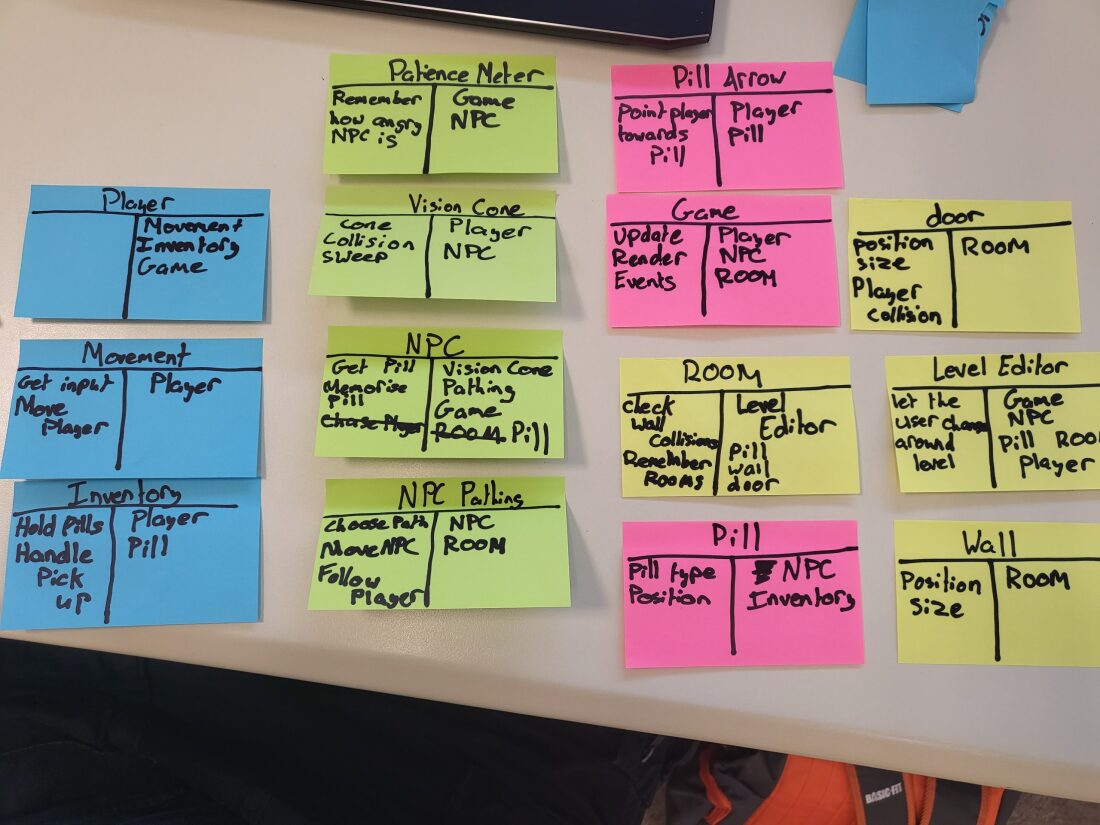 Patience Meter
Remember
how angry
NPC is
Game
NPC
Pill Arrow
Point player
towards
Pill
Player
Pill
Player
Movement
Inventory
Game
Vision Cone
Cone
Collision
Sweep
Player
NPC
Game
Update
Render
Events
Player
NPC
ROOM
door
Position
size
Player
Collision
ROOM
Movement
Get input
Move
Player
Player
NPC
Get Pill
Memorise
Pill
Vision Cone
Pathing
Game
ROOM Pill
ROOM
check
Wall
Collisions
Remember
Rooms
Level
Editor
Pill
wall
door
Level Editor
let the
user change
around
level
Game
NPC
Pill Roo
Player
Inventory
Hold Pills
Handle
Pick
up
Player
Pill
NPC Pathing
Choose Path
Move NPC
Follow
Player
NPC
ROOM
Pill
Pill type
Position
NPC
Inventory
Wall
Position
Size
ROOM
BASIC-FIT